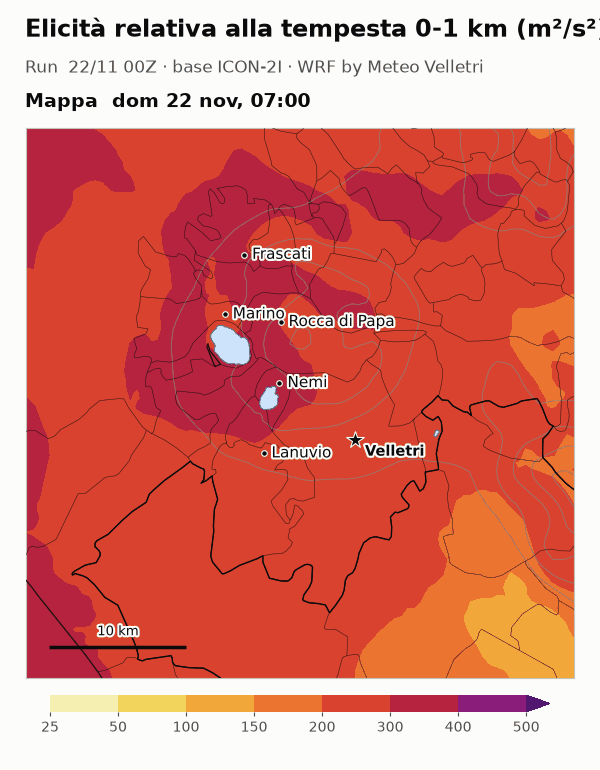 Elicità relativa alla tempesta 0-1 km (m²/s²)
Run 22/11 00Z · base ICON-2I · WRF by Meteo Velletri
Mappa dom 22 nov, 07:00
Frascati
Marino
Rocca di Papa
Nemi
Velletri
Lanuvio
10 km
25 50 100 150 200 300 400 500